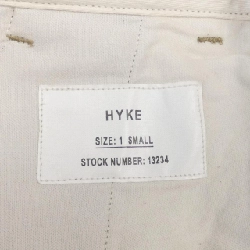 HYKE
SIZE: 1 SMALL
STOCK NUMBER: 13234